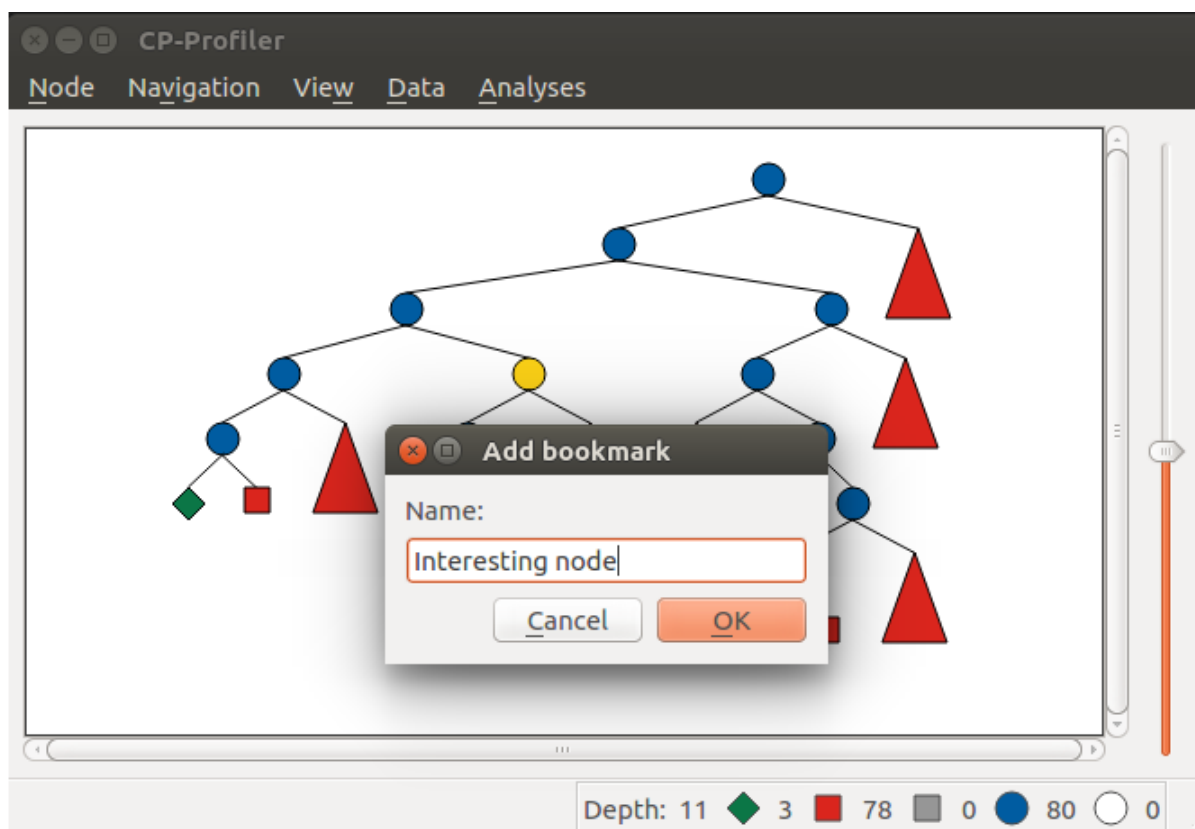 CP-Profiler
Node Navigation View Data Analyses
Add bookmark
Name:
Interesting node
Cancel OK
Depth: 11 3 78 0 80 0